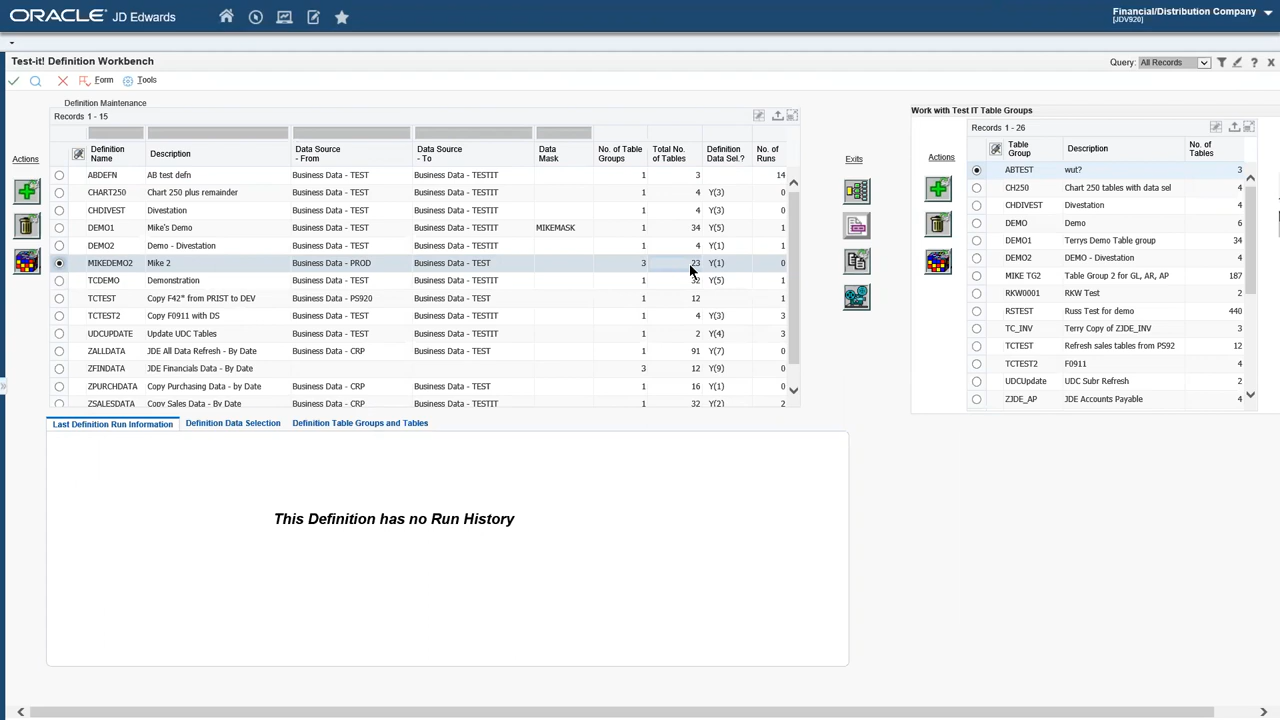 ORACLE JD Edwards
Financial/Distribution Company
[JDV920]
Test-it! Definition Workbench
Query: All Records
Form Tools
Definition Maintenance
Records 1 - 15
Actions
Definition Name Description Data Source - From Data Source - To Data Mask No. of Table Groups Total No. of Tables Definition Data Sel.? No. of Runs
ABDEFN AB test defn Business Data - TEST Business Data - TESTIT 1 3 14
CHART250 Chart 250 plus remainder Business Data - TEST Business Data - TESTIT 1 4 Y(3) 0
CHDIVEST Divestation Business Data - TEST Business Data - TESTIT 1 4 Y(3) 0
DEMO1 Mike's Demo Business Data - TEST Business Data - TESTIT MIKEMASK 1 34 Y(5) 1
DEMO2 Demo - Divestation Business Data - TEST Business Data - TESTIT 1 4 Y(1) 1
MIKEDEMO2 Mike 2 Business Data - PROD Business Data - TEST 3 23 Y(1) 0
TCDEMO Demonstration Business Data - TEST Business Data - TESTIT 1 32 Y(5) 1
TCTEST Copy F42* from PRIST to DEV Business Data - PS920 Business Data - TEST 1 12 1
TCTEST2 Copy F0911 with DS Business Data - TEST Business Data - TESTIT 1 4 Y(3) 3
UDCUPDATE Update UDC Tables Business Data - TEST Business Data - TESTIT 1 2 Y(4) 3
ZALLDATA JDE All Data Refresh - By Date Business Data - CRP Business Data - TEST 1 91 Y(7) 0
ZFINDATA JDE Financials Data - By Date 3 12 Y(9) 0
ZPURCHDATA Copy Purchasing Data - by Date Business Data - CRP Business Data - TEST 1 16 Y(1) 0
ZSALESDATA Copy Sales Data - By Date Business Data - CRP Business Data - TESTIT 1 32 Y(2) 2
Exits
Work with Test IT Table Groups
Records 1 - 26
Actions
Table Group Description No. of Tables
ABTEST wut? 3
CH250 Chart 250 tables with data sel 4
CHDIVEST Divestation 4
DEMO Demo 6
DEMO1 Terrys Demo Table group 34
DEMO2 DEMO - Divestation 4
MIKE TG2 Table Group 2 for GL, AR, AP 187
RKW0001 RKW Test 2
RSTEST Russ Test for demo 440
TC_INV Terry Copy of ZJDE_INV 3
TCTEST Refresh sales tables from PS92 12
TCTEST2 F0911 4
UDCUpdate UDC Subr Refresh 2
ZJDE_AP JDE Accounts Payable 4
Last Definition Run Information Definition Data Selection Definition Table Groups and Tables
This Definition has no Run History